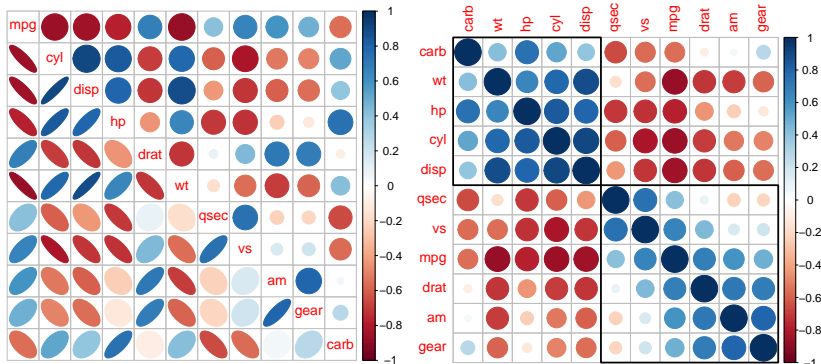 mpg
cyl
disp
hp
drat
wt
qsec
vs
am
gear
carb
1
0.8
0.6
0.4
0.2
0
−0.2
−0.4
−0.6
−0.8
−1
carb wt hp cyl disp qsec vs mpg drat am gear
carb
wt
hp
cyl
disp
qsec
vs
mpg
drat
am
gear
1
0.8
0.6
0.4
0.2
0
−0.2
−0.4
−0.6
−0.8
−1